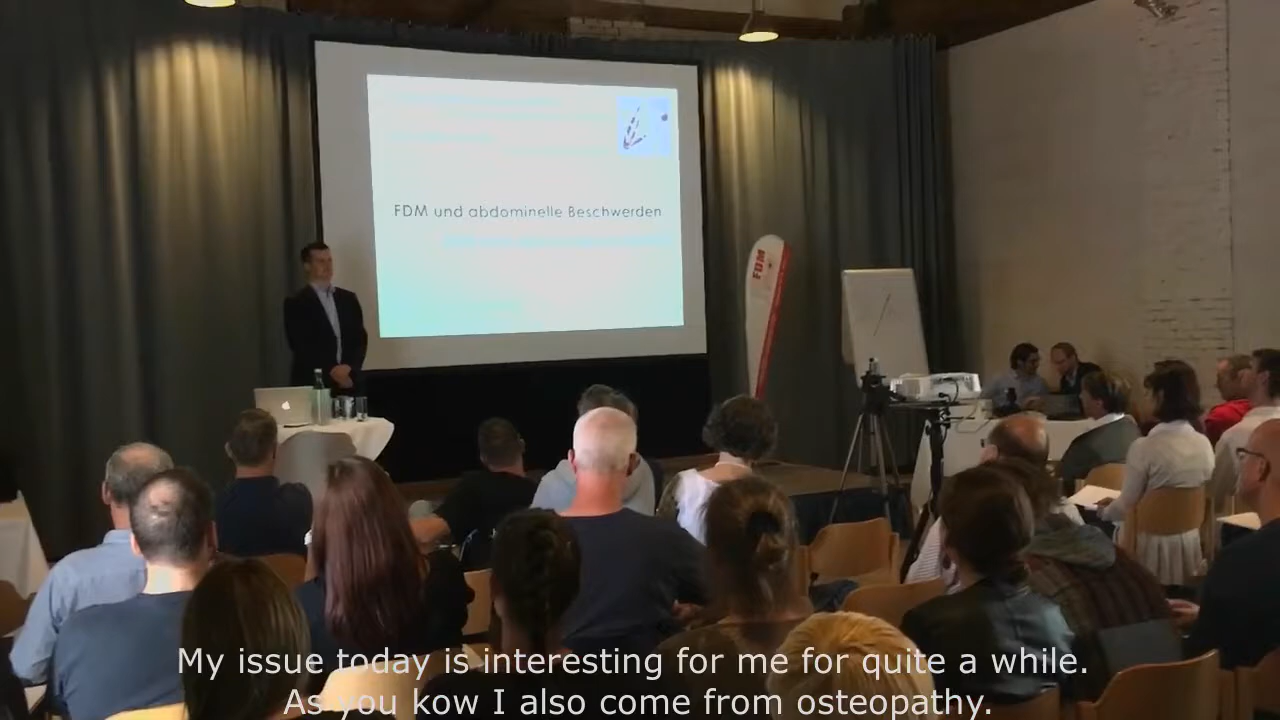 FDM und abdominelle Beschwerden
FDM
My issue today is interesting for me for quite a while.
As you kow I also come from osteopathy.